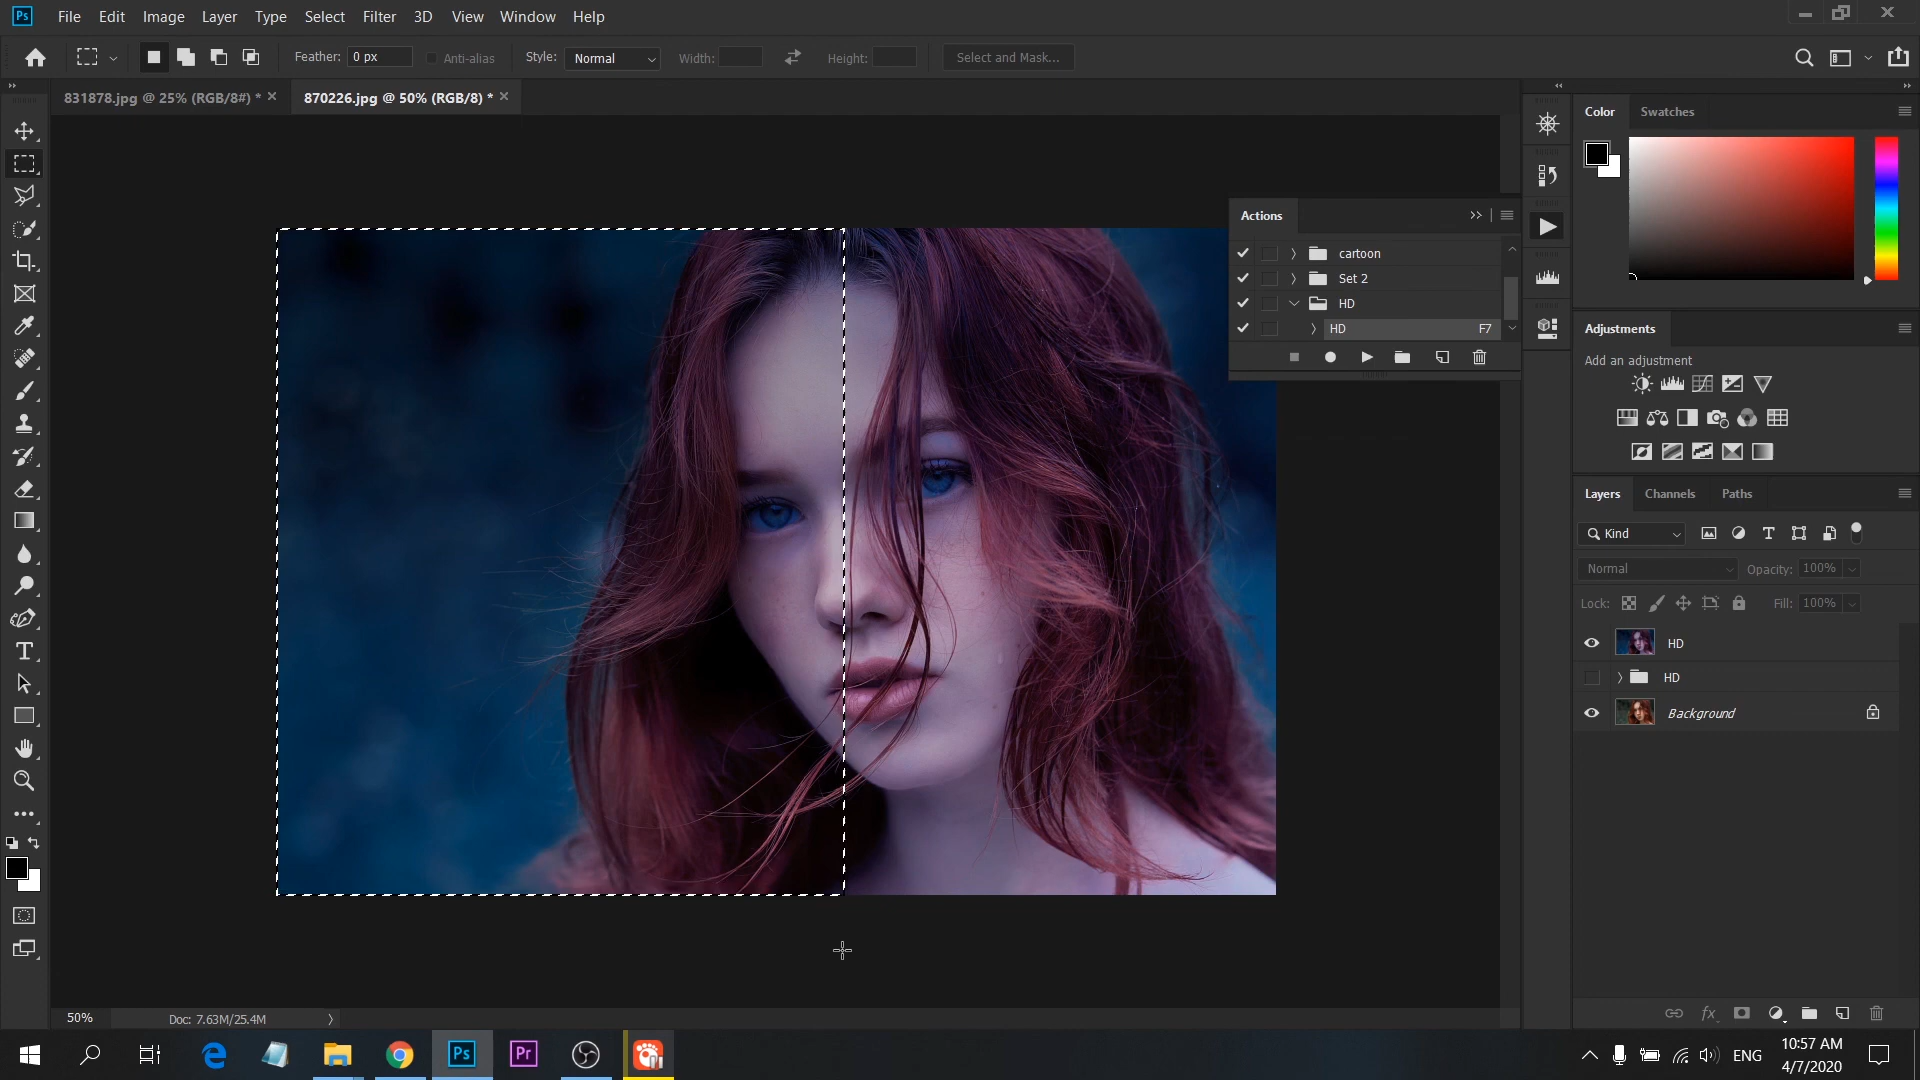 Ps File Edit Image Layer Type Select Filter 3D View Window Help
Feather: 0 px Anti-alias Style: Normal Width: Height: Select and Mask...
831878.jpg @ 25% (RGB/8#) * 870226.jpg @ 50% (RGB/8) *
Color Swatches
Actions
cartoon
Set 2
HD
HD F7
Adjustments
Add an adjustment
Layers Channels Paths
Kind
Normal Opacity: 100%
Lock: Fill: 100%
HD
HD
Background
50% Doc: 7.63M/25.4M
Ps Pr ENG 10:57 AM
4/7/2020